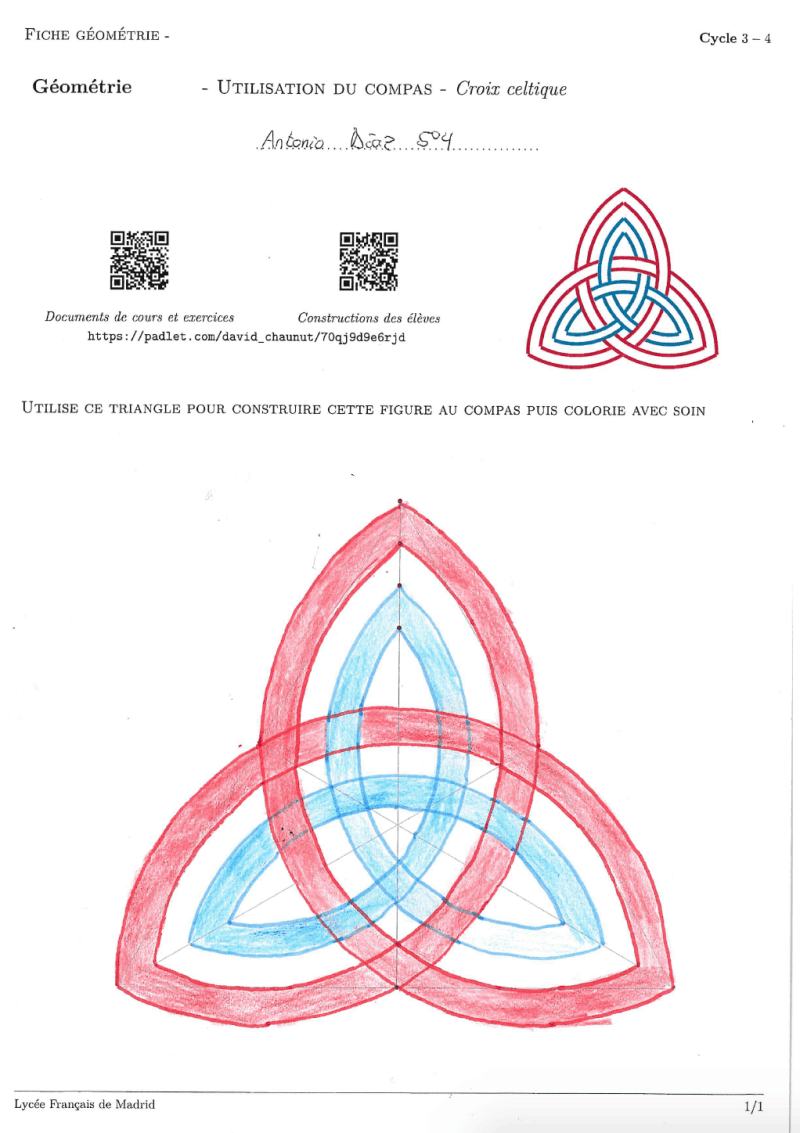 FICHE GÉOMÉTRIE -
Cycle 3 – 4
Géométrie - UTILISATION DU COMPAS - Croix celtique
Antonia Díaz 5º4
Documents de cours et exercices
Constructions des élèves
https://padlet.com/david_chaunut/70qj9d9e6rjd
UTILISE CE TRIANGLE POUR CONSTRUIRE CETTE FIGURE AU COMPAS PUIS COLORIE AVEC SOIN
Lycée Français de Madrid
1/1